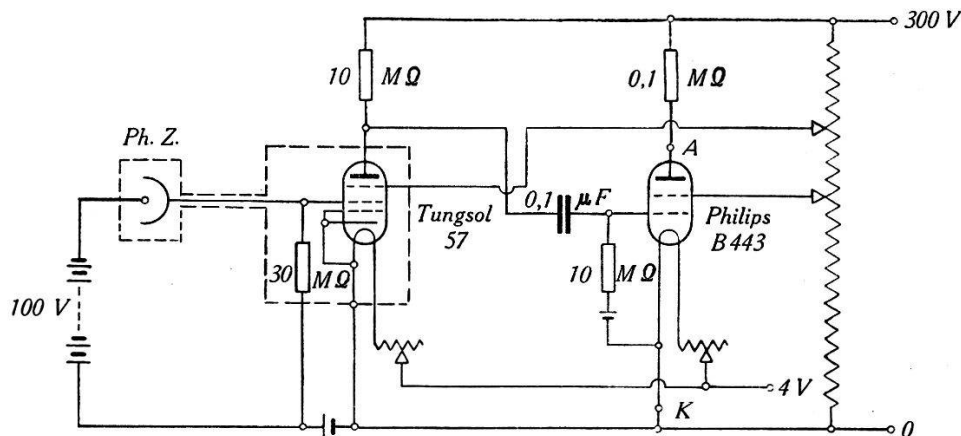 300 V
10 MΩ
0,1 MΩ
Ph. Z.
A
Tungsol
57
0,1 μF
Philips
B 443
30 MΩ
10 MΩ
100 V
4 V
K
0